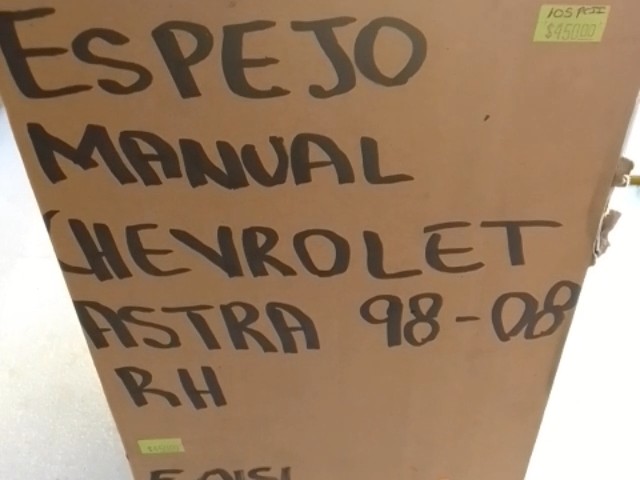 105 PCII
$450.00
ESPEJO
MANUAL
CHEVROLET
ASTRA 98-08
RH